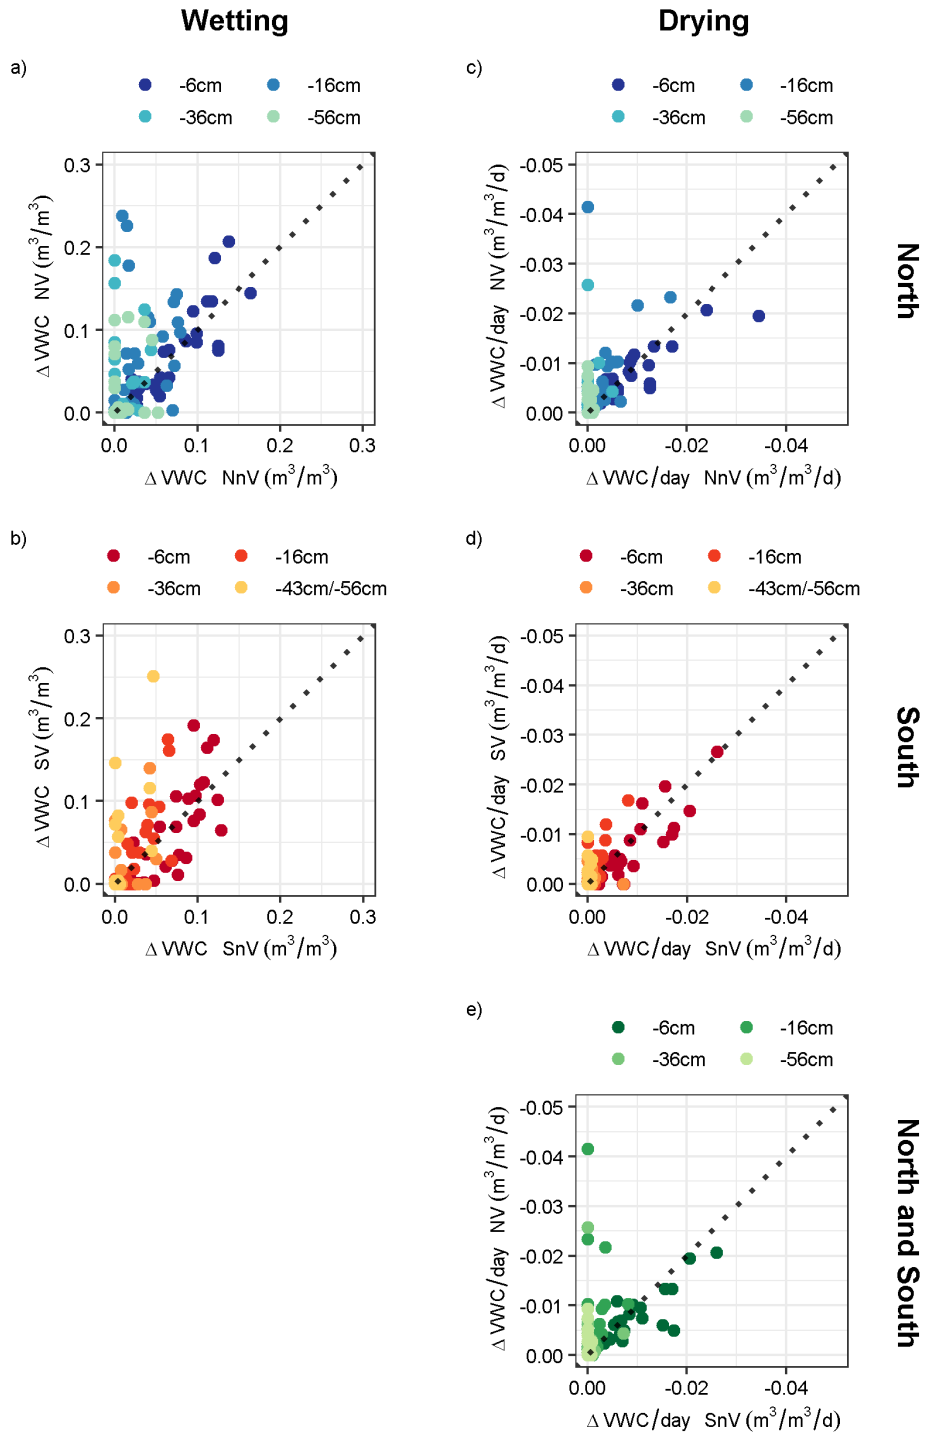 Wetting
Drying
a)
-6cm
-16cm
-36cm
-56cm
0.3
0.2
0.1
0.0
Δ VWC NV (m³/m³)
0.0 0.1 0.2 0.3
Δ VWC NnV (m³/m³)
c)
-6cm
-16cm
-36cm
-56cm
-0.05
-0.04
-0.03
-0.02
-0.01
0.00
Δ VWC/day NV (m³/m³/d)
0.00 -0.02 -0.04
Δ VWC/day NnV (m³/m³/d)
North
b)
-6cm
-16cm
-36cm
-43cm/-56cm
0.3
0.2
0.1
0.0
Δ VWC SV (m³/m³)
0.0 0.1 0.2 0.3
Δ VWC SnV (m³/m³)
d)
-6cm
-16cm
-36cm
-43cm/-56cm
-0.05
-0.04
-0.03
-0.02
-0.01
0.00
Δ VWC/day SV (m³/m³/d)
0.00 -0.02 -0.04
Δ VWC/day SnV (m³/m³/d)
South
e)
-6cm
-16cm
-36cm
-56cm
-0.05
-0.04
-0.03
-0.02
-0.01
0.00
Δ VWC/day NV (m³/m³/d)
0.00 -0.02 -0.04
Δ VWC/day SnV (m³/m³/d)
North and South